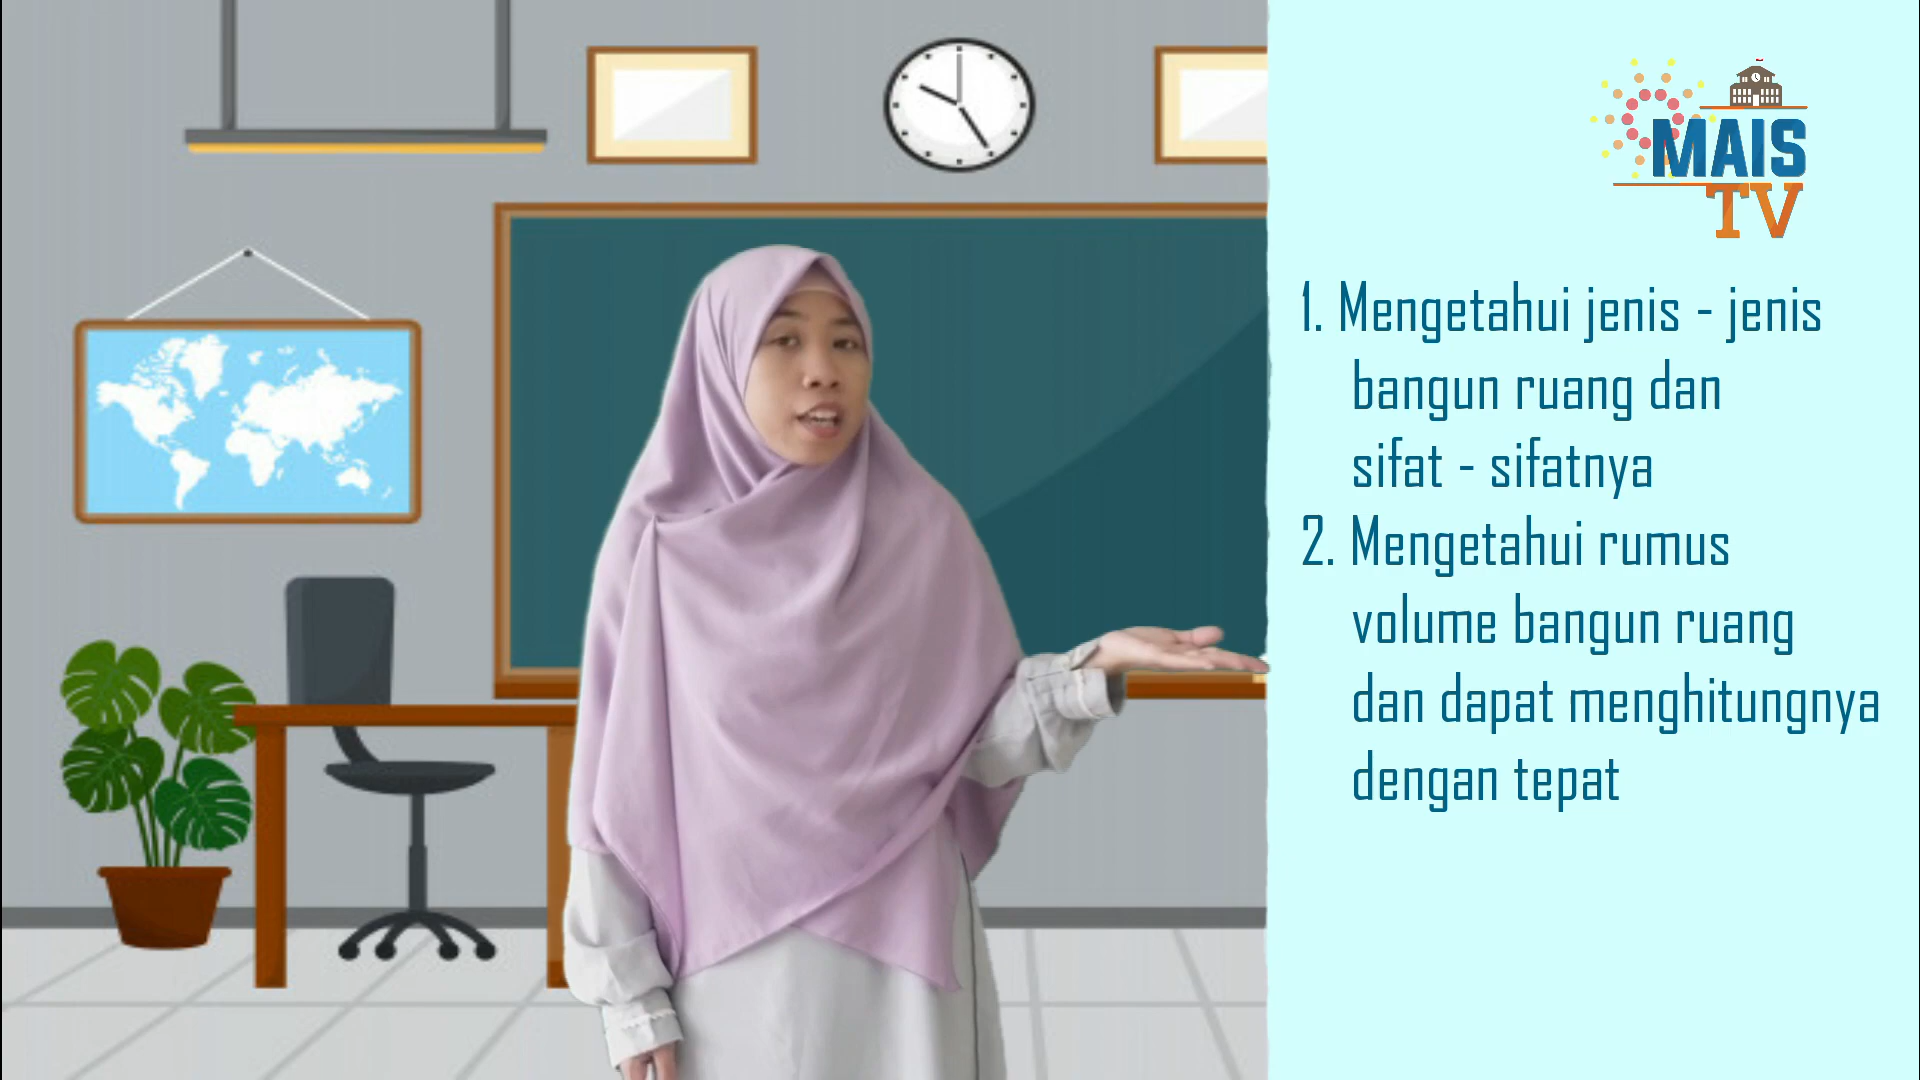 MAIS
TV
1. Mengetahui jenis - jenis
bangun ruang dan
sifat - sifatnya
2. Mengetahui rumus
volume bangun ruang
dan dapat menghitungnya
dengan tepat